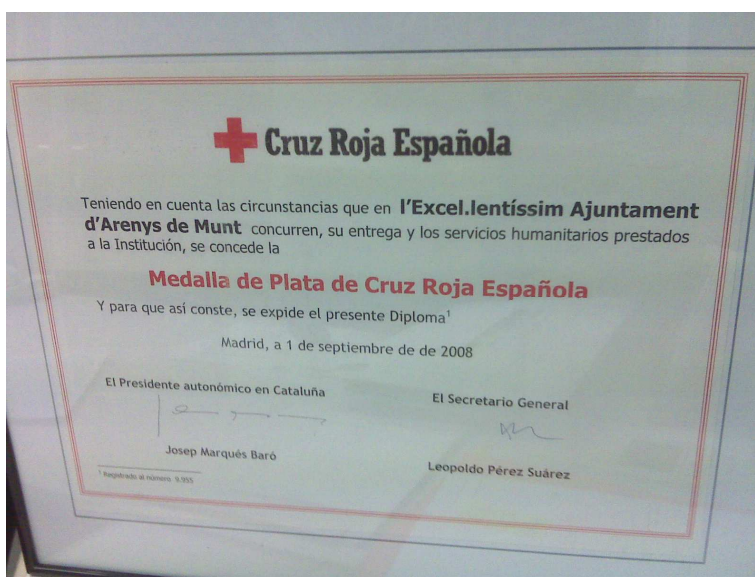 Cruz Roja Española
Teniendo en cuenta las circunstancias que en l'Excel.lentíssim Ajuntament
d'Arenys de Munt concurren, su entrega y los servicios humanitarios prestados
a la Institución, se concede la
Medalla de Plata de Cruz Roja Española
Y para que así conste, se expide el presente Diploma¹
Madrid, a 1 de septiembre de de 2008
El Presidente autonómico en Cataluña
El Secretario General
Josep Marqués Baró
Leopoldo Pérez Suárez
¹ Registrado al número 9.955